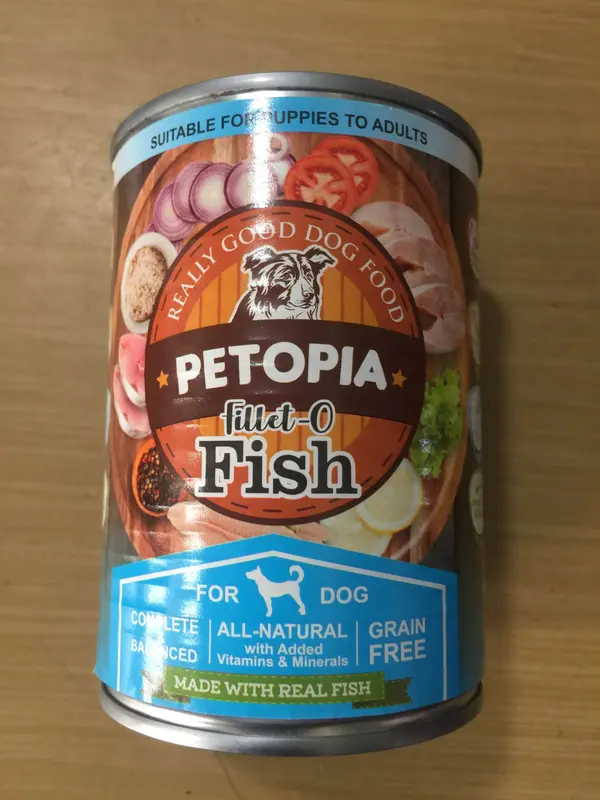 SUITABLE FOR PUPPIES TO ADULTS
REALLY GOOD DOG FOOD
PETOPIA
fillet-O
Fish
FOR DOG
COMPLETE
BALANCED
ALL-NATURAL
with Added
Vitamins & Minerals
GRAIN
FREE
MADE WITH REAL FISH